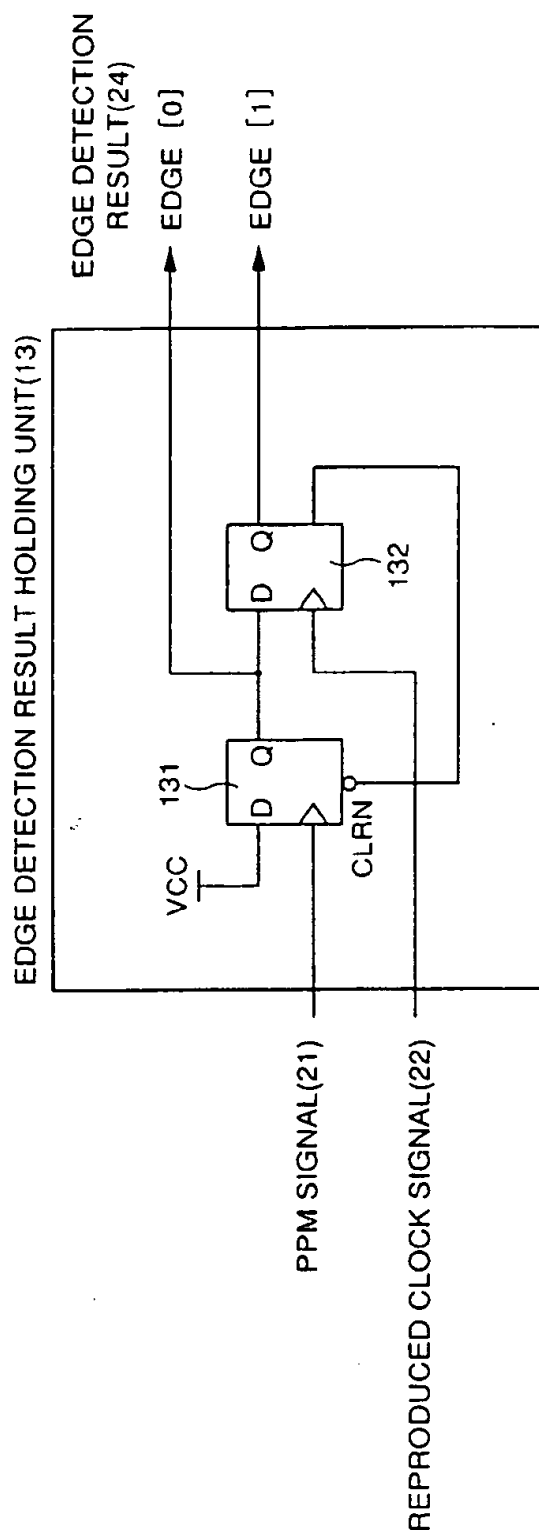 EDGE DETECTION RESULT HOLDING UNIT(13)
EDGE DETECTION
RESULT(24)
EDGE [0]
EDGE [1]
VCC
131
D
Q
CLRN
D
Q
132
PPM SIGNAL(21)
REPRODUCED CLOCK SIGNAL(22)